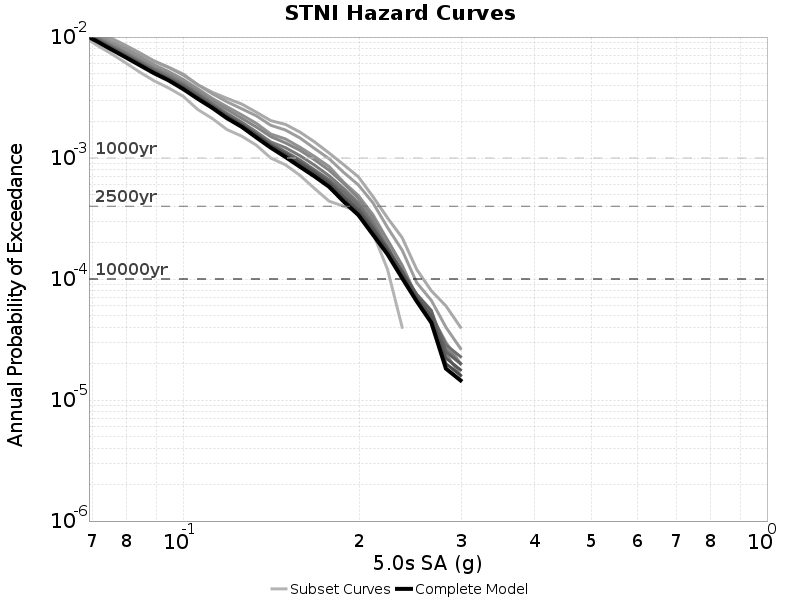 STNI Hazard Curves
Annual Probability of Exceedance
10-2
10-3
10-4
10-5
10-6
1000yr
2500yr
10000yr
7 8 10-1 2 3 4 5 6 7 8 100
5.0s SA (g)
Subset Curves Complete Model